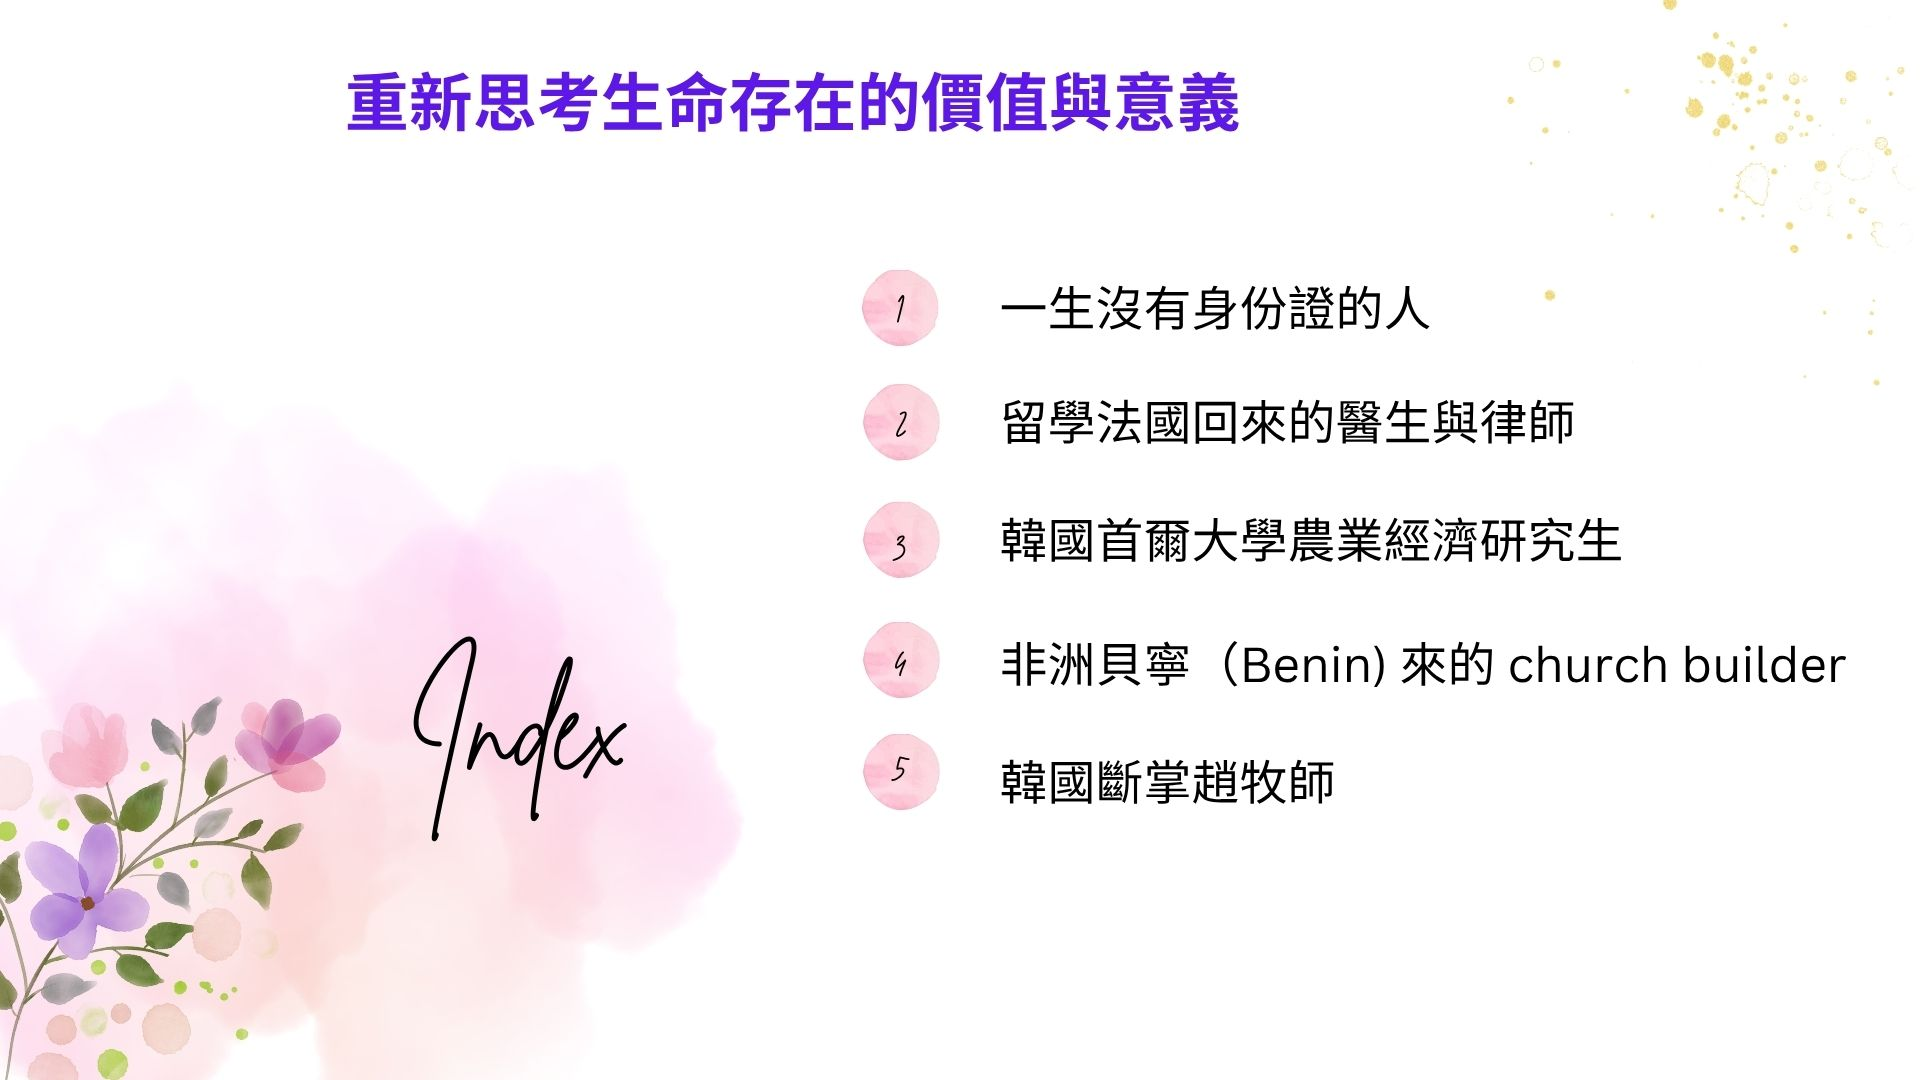 重新思考生命存在的價值與意義
1 一生沒有身份證的人
2 留學法國回來的醫生與律師
3 韓國首爾大學農業經濟研究生
4 非洲貝寧（Benin) 來的 church builder
5 韓國斷掌趙牧師
Index